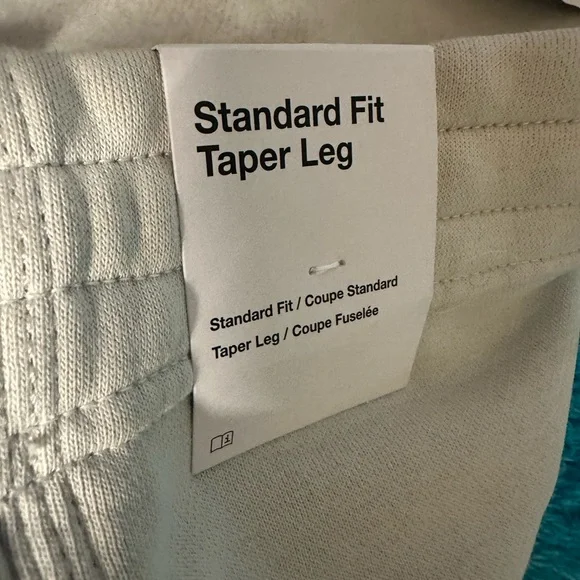 Standard Fit
Taper Leg
Standard Fit / Coupe Standard
Taper Leg / Coupe Fuselée